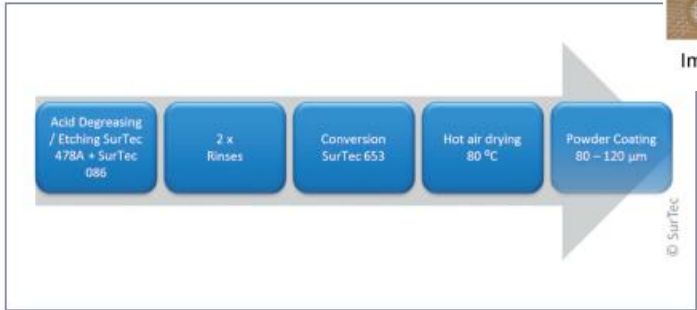 Im
Acid Degreasing
/ Etching SurTec
478A + SurTec
086
2 x
Rinses
Conversion
SurTec 653
Hot air drying
80 ⁰C
Powder Coating
80 – 120 µm
© SurTec